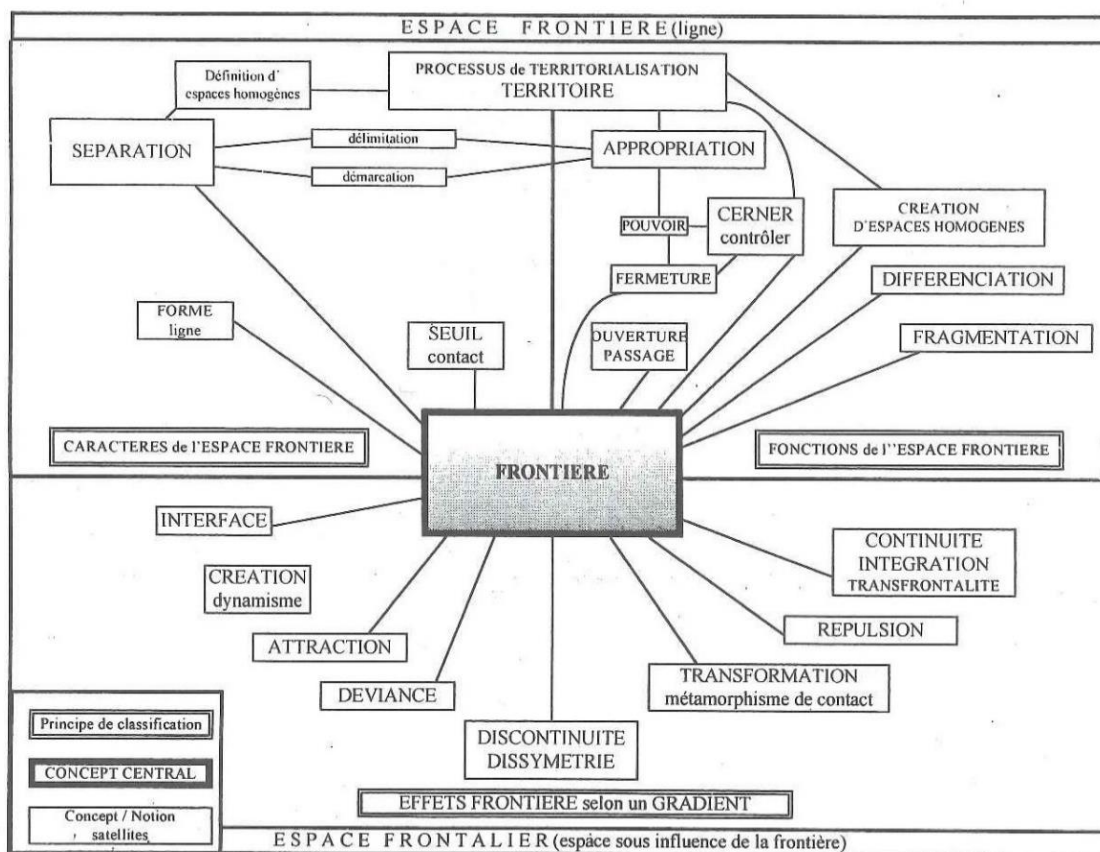 ESPACE FRONTIERE (ligne)
Définition d'
espaces homogènes
PROCESSUS de TERRITORIALISATION
TERRITOIRE
SEPARATION
délimitation
démarcation
APPROPRIATION
POUVOIR
CERNER
contrôler
CREATION
D'ESPACES HOMOGENES
FERMETURE
DIFFERENCIATION
FORME
ligne
SEUIL
contact
OUVERTURE
PASSAGE
FRAGMENTATION
CARACTERES de l'ESPACE FRONTIERE
FONCTIONS de l''ESPACE FRONTIERE
FRONTIERE
INTERFACE
CREATION
dynamisme
ATTRACTION
DEVIANCE
DISCONTINUITE
DISSYMETRIE
TRANSFORMATION
métamorphisme de contact
REPULSION
CONTINUITE
INTEGRATION
TRANSFRONTALITE
Principe de classification
CONCEPT CENTRAL
Concept / Notion
satellites
EFFETS FRONTIERE selon un GRADIENT
ESPACE FRONTALIER (espace sous influence de la frontière)